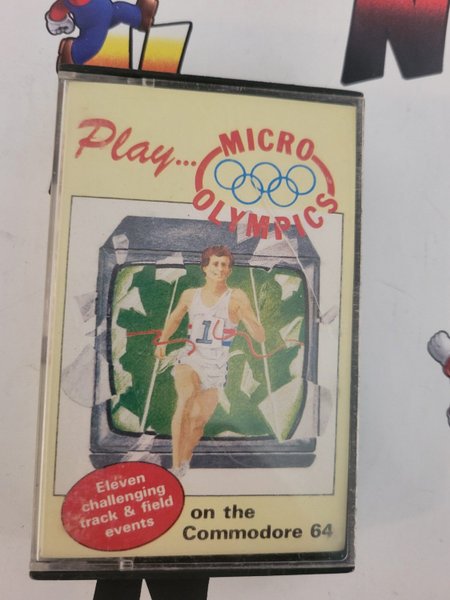 Play...
MICRO
OLYMPICS
Eleven
challenging
track & field
events
on the
Commodore 64